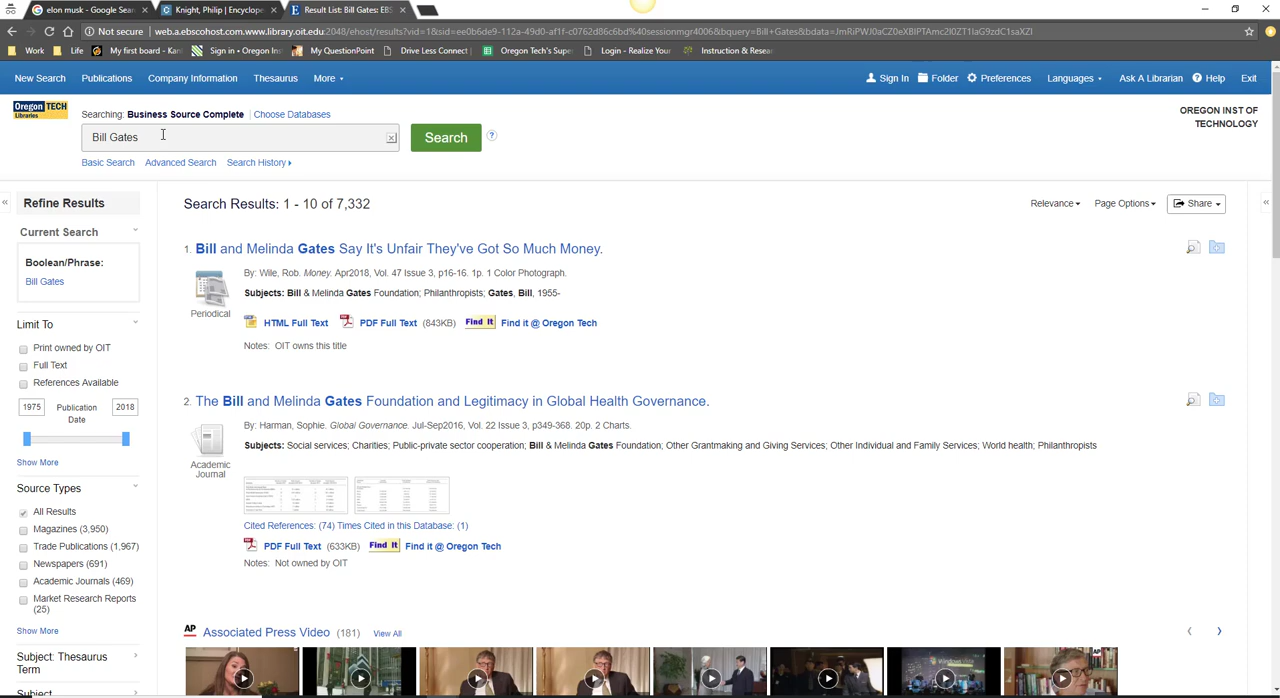 elon musk - Google Sear
Knight, Philip | Encyclope
Result List: Bill Gates: EBS
Not secure | web.a.ebscohost.com.www.library.oit.edu:2048/ehost/results?vid=1&sid=ee0b6de9-112a-49d0-af1f-c0762d86c6bd%40sessionmgr4006&bquery=Bill+Gates&bdata=JmRiPWJ0aCZ0eXBlPTAmc2l0ZT1laG9zdC1saXZl
Work
Life
My first board - Kan
Sign in • Oregon Ins
My QuestionPoint
Drive Less Connect |
Oregon Tech's Supe
Login - Realize Your
Instruction & Resea
New Search
Publications
Company Information
Thesaurus
More
Sign In
Folder
Preferences
Languages
Ask A Librarian
Help
Exit
Oregon TECH
Libraries
Searching: Business Source Complete | Choose Databases
OREGON INST OF
TECHNOLOGY
Bill Gates
Search
Basic Search Advanced Search Search History
Refine Results
Current Search
Boolean/Phrase:
Bill Gates
Limit To
Print owned by OIT
Full Text
References Available
1975 Publication Date 2018
Show More
Source Types
All Results
Magazines (3,950)
Trade Publications (1,967)
Newspapers (691)
Academic Journals (469)
Market Research Reports
(25)
Show More
Subject: Thesaurus
Term
Subject:
Search Results: 1 - 10 of 7,332
Relevance Page Options Share
1. Bill and Melinda Gates Say It's Unfair They've Got So Much Money.
By: Wile, Rob. Money. Apr2018, Vol. 47 Issue 3, p16-16. 1p. 1 Color Photograph.
Periodical
Subjects: Bill & Melinda Gates Foundation; Philanthropists; Gates, Bill, 1955-
HTML Full Text PDF Full Text (843KB) Find It Find it @ Oregon Tech
Notes: OIT owns this title
2. The Bill and Melinda Gates Foundation and Legitimacy in Global Health Governance.
By: Harman, Sophie. Global Governance. Jul-Sep2016, Vol. 22 Issue 3, p349-368. 20p. 2 Charts.
Academic
Journal
Subjects: Social services; Charities; Public-private sector cooperation; Bill & Melinda Gates Foundation; Other Grantmaking and Giving Services; Other Individual and Family Services; World health; Philanthropists
Cited References: (74) Times Cited in this Database: (1)
PDF Full Text (633KB) Find It Find it @ Oregon Tech
Notes: Not owned by OIT
AP Associated Press Video (181) View All